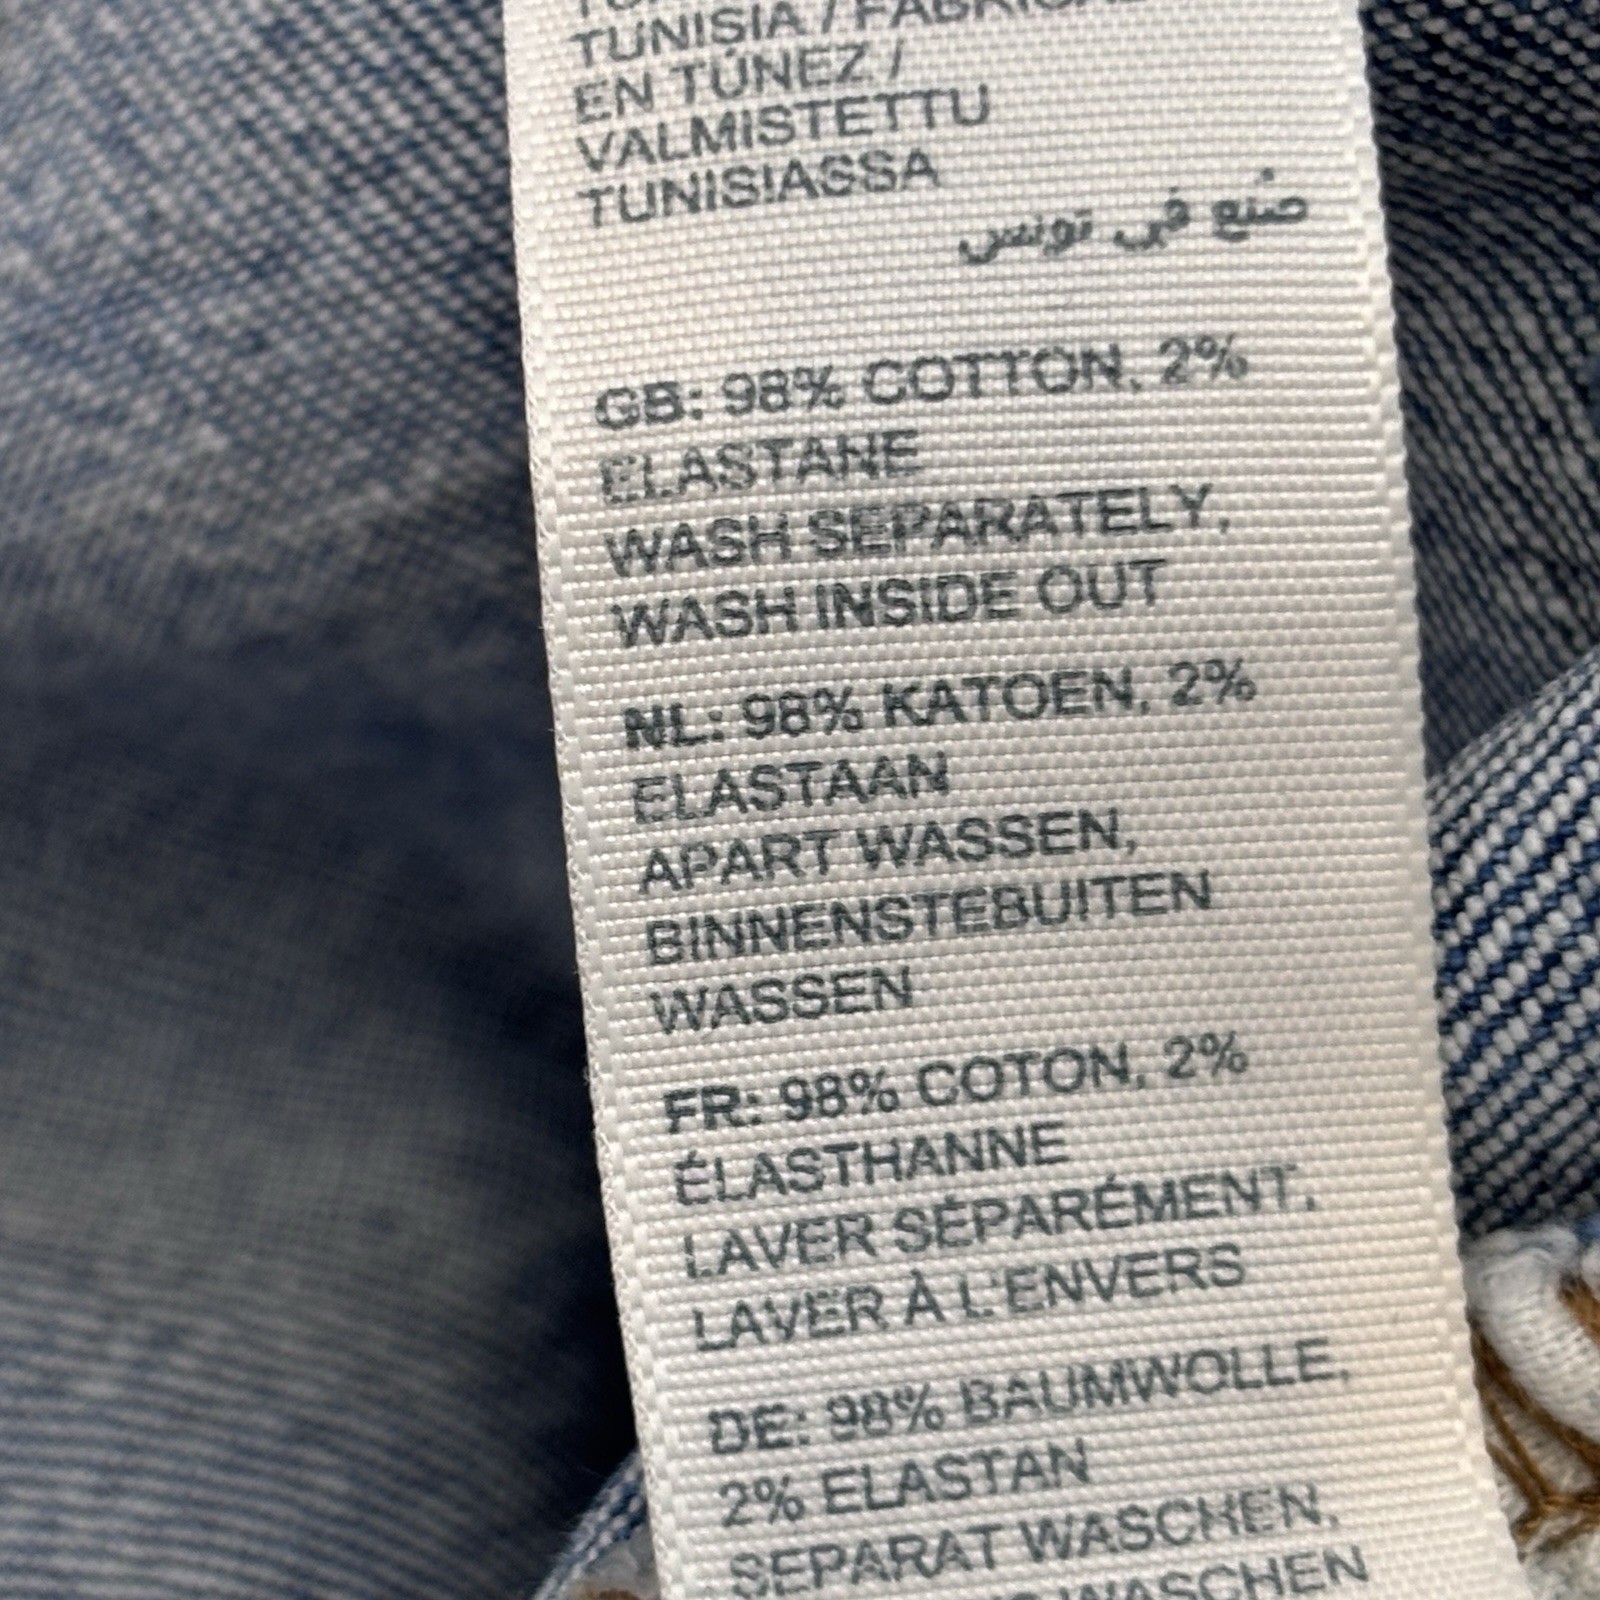 TUNISIA / FABRICADO
EN TÚNEZ /
VALMISTETTU
TUNISIASSA
صُنع في تونس
GB: 98% COTTON, 2%
ELASTANE
WASH SEPARATELY,
WASH INSIDE OUT
NL: 98% KATOEN, 2%
ELASTAAN
APART WASSEN,
BINNENSTEBUITEN
WASSEN
FR: 98% COTON, 2%
ÉLASTHANNE
LAVER SÉPARÉMENT,
LAVER À L'ENVERS
DE: 98% BAUMWOLLE,
2% ELASTAN
SEPARAT WASCHEN,
WASCHEN